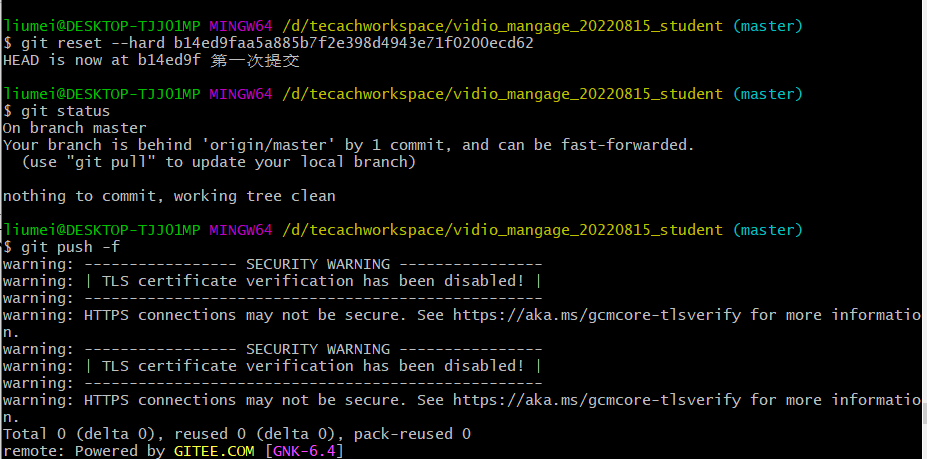 liumei@DESKTOP-TJJO1MP MINGW64 /d/tecachworkspace/vidio_mangage_20220815_student (master)
$ git reset --hard b14ed9faa5a885b7f2e398d4943e71f0200ecd62
HEAD is now at b14ed9f 第一次提交
liumei@DESKTOP-TJJO1MP MINGW64 /d/tecachworkspace/vidio_mangage_20220815_student (master)
$ git status
On branch master
Your branch is behind 'origin/master' by 1 commit, and can be fast-forwarded.
  (use "git pull" to update your local branch)
nothing to commit, working tree clean
liumei@DESKTOP-TJJO1MP MINGW64 /d/tecachworkspace/vidio_mangage_20220815_student (master)
$ git push -f
warning: ----------------- SECURITY WARNING ----------------
warning: | TLS certificate verification has been disabled! |
warning: ---------------------------------------------------
warning: HTTPS connections may not be secure. See https://aka.ms/gcmcore-tlsverify for more informatio
n.
warning: ----------------- SECURITY WARNING ----------------
warning: | TLS certificate verification has been disabled! |
warning: ---------------------------------------------------
warning: HTTPS connections may not be secure. See https://aka.ms/gcmcore-tlsverify for more informatio
n.
Total 0 (delta 0), reused 0 (delta 0), pack-reused 0
remote: Powered by GITEE.COM [GNK-6.4]